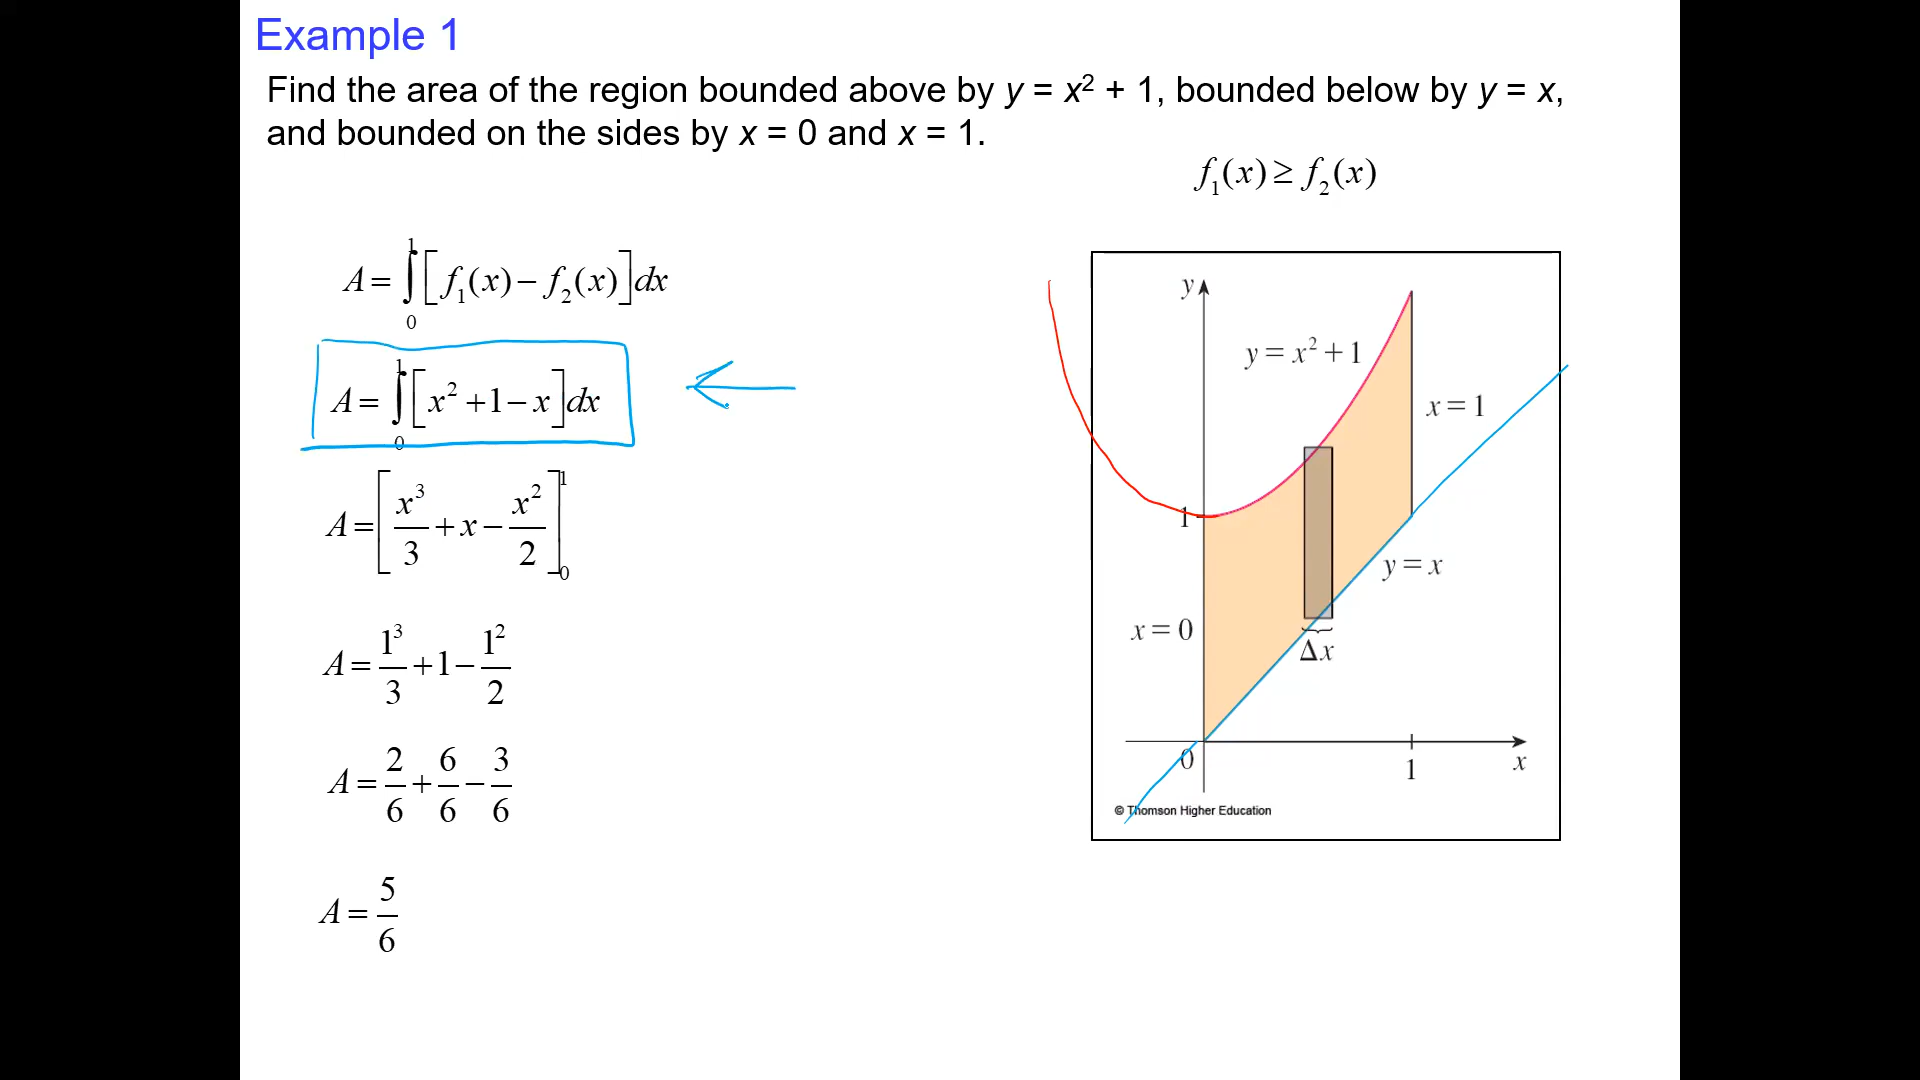 Example 1
Find the area of the region bounded above by y = x² + 1, bounded below by y = x,
and bounded on the sides by x = 0 and x = 1.
f₁(x) ≥ f₂(x)
A = ∫₀¹ [f₁(x) − f₂(x)] dx
A = ∫₀¹ [x² + 1 − x] dx
A = [x³/3 + x − x²/2]₀¹
A = 1³/3 + 1 − 1²/2
A = 2/6 + 6/6 − 3/6
A = 5/6
y
y = x² + 1
x = 1
1
y = x
x = 0
Δx
0
1
x
© Thomson Higher Education